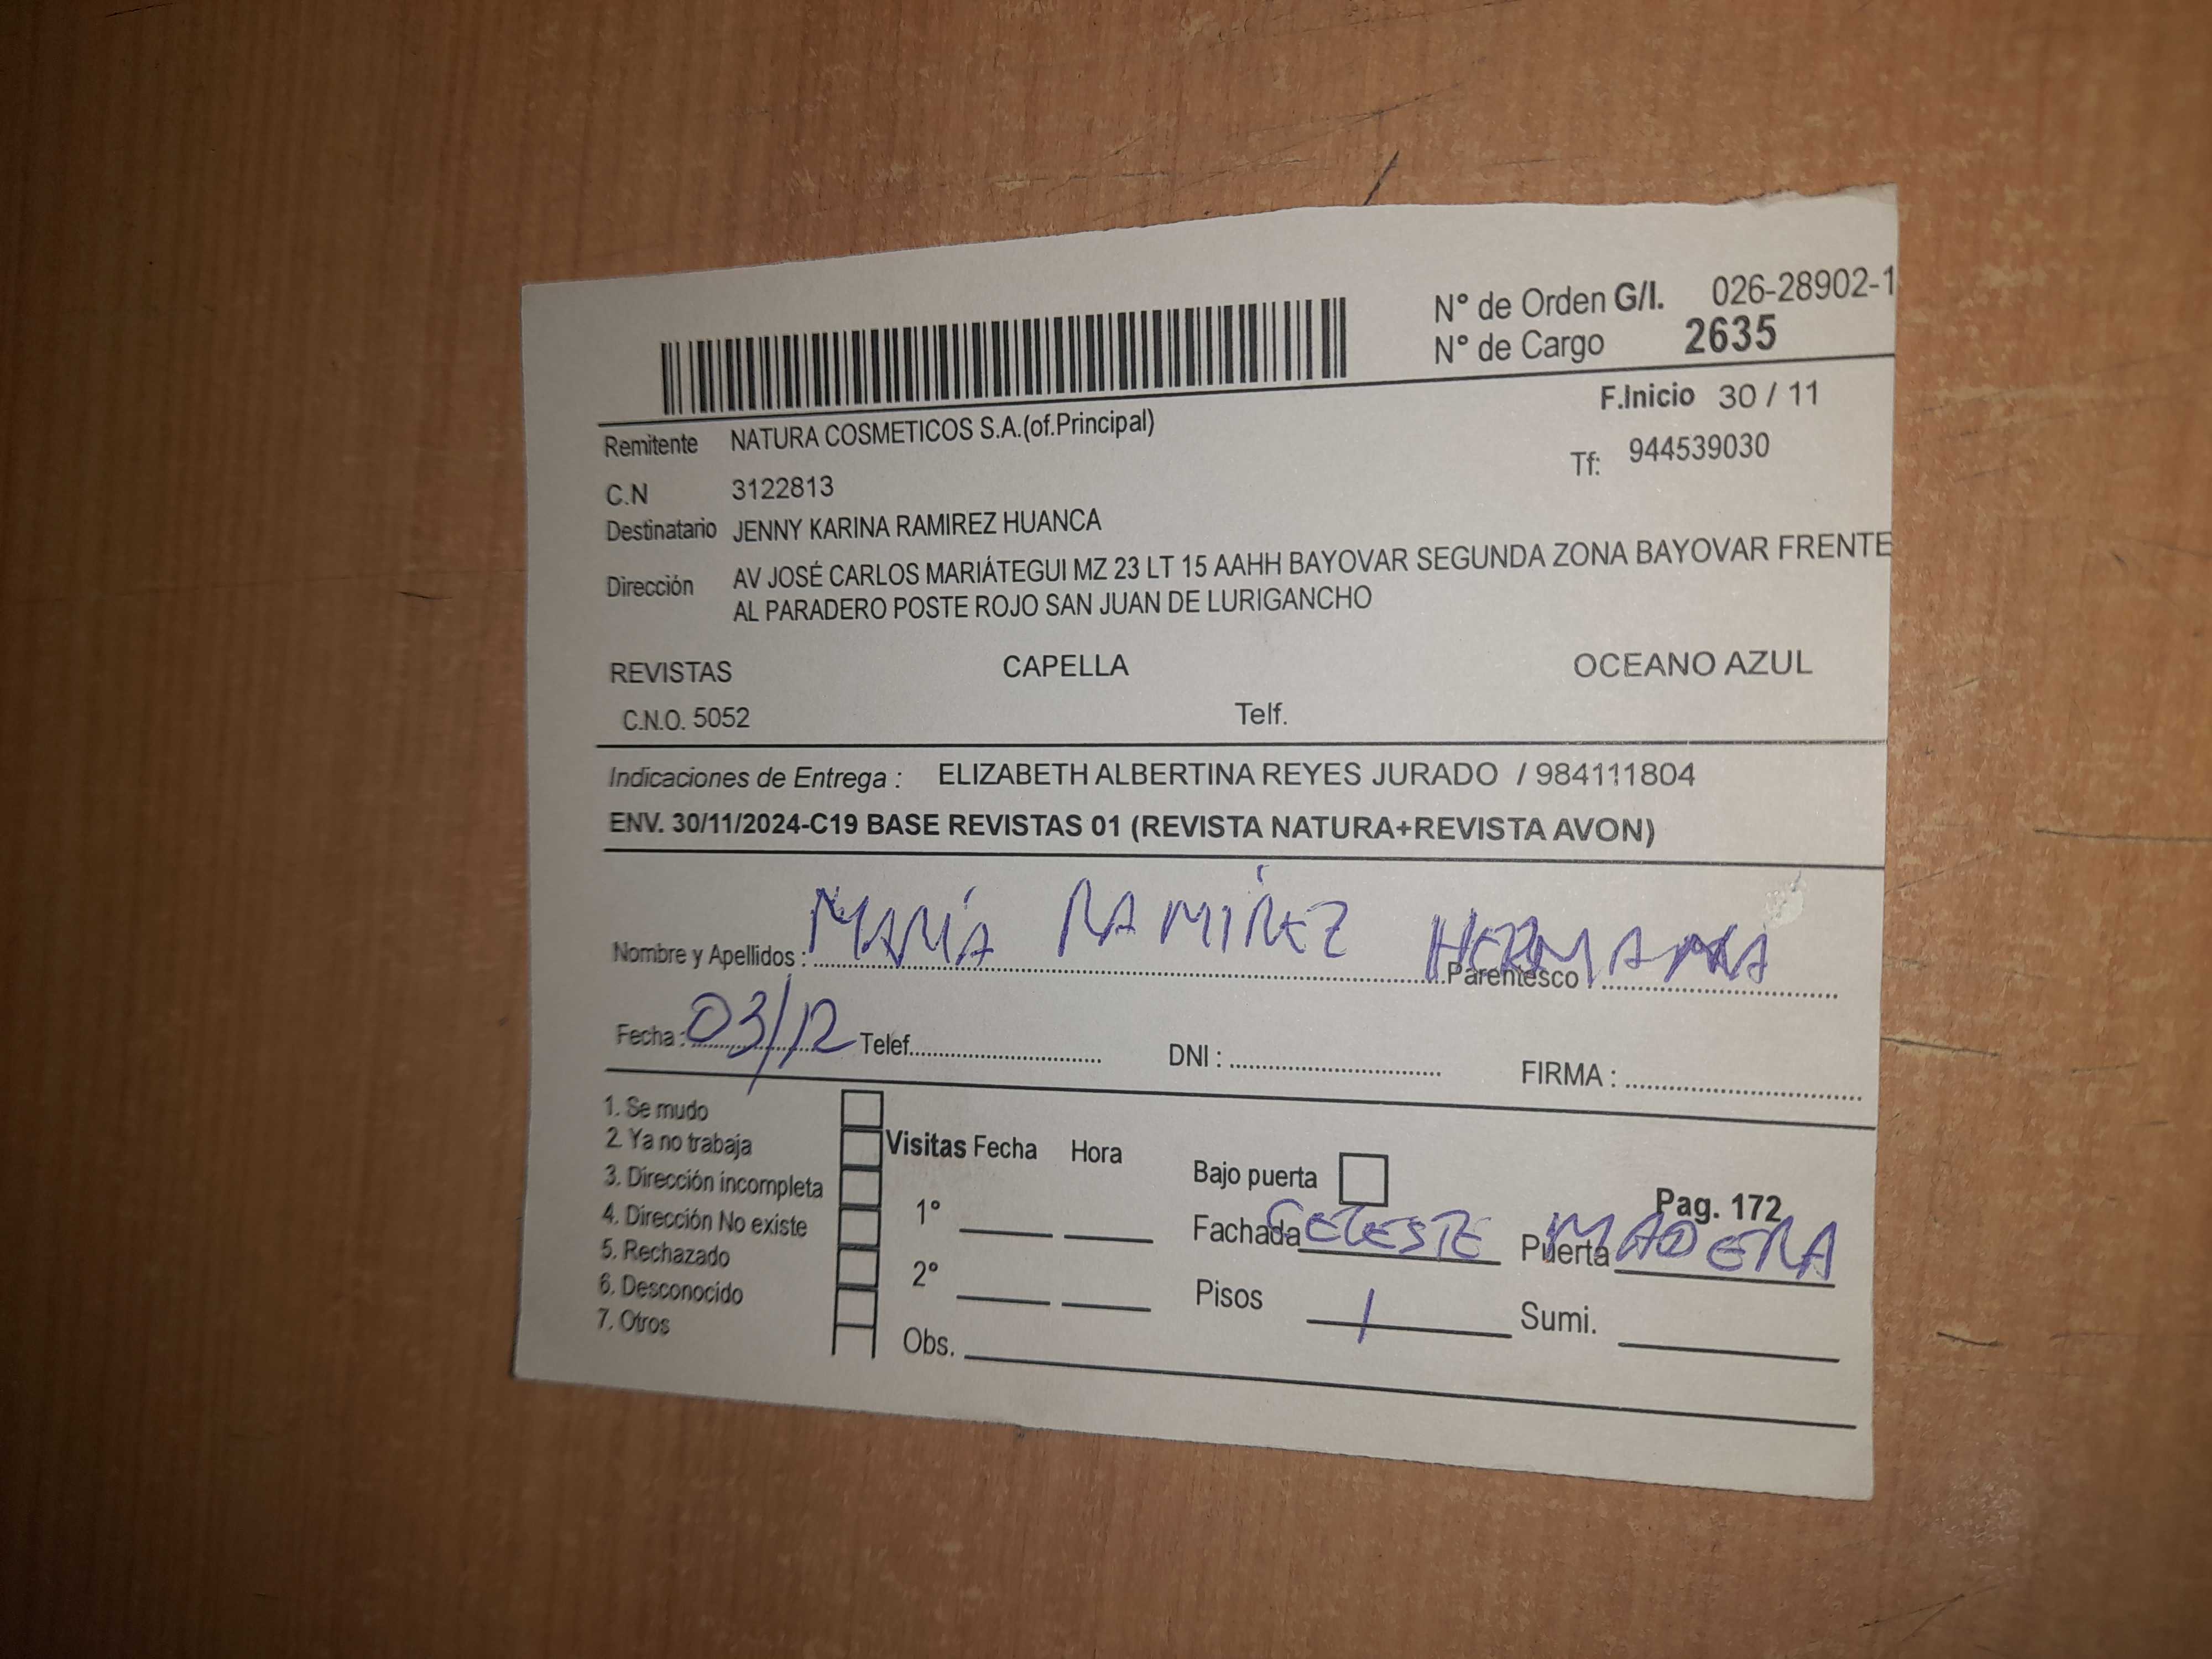 N° de Orden G/I. 026-28902-1
N° de Cargo 2635
F.Inicio 30 / 11
Remitente NATURA COSMETICOS S.A.(of.Principal)
Tf: 944539030
C.N 3122813
Destinatario JENNY KARINA RAMIREZ HUANCA
Dirección AV JOSÉ CARLOS MARIÁTEGUI MZ 23 LT 15 AAHH BAYOVAR SEGUNDA ZONA BAYOVAR FRENTE
AL PARADERO POSTE ROJO SAN JUAN DE LURIGANCHO
REVISTAS CAPELLA OCEANO AZUL
C.N.O. 5052 Telf.
Indicaciones de Entrega : ELIZABETH ALBERTINA REYES JURADO / 984111804
ENV. 30/11/2024-C19 BASE REVISTAS 01 (REVISTA NATURA+REVISTA AVON)
Nombre y Apellidos : MARÍA RAMIREZ Parentesco : HERMANA
Fecha : 03/12 Telef. DNI : FIRMA :
1. Se mudo
2. Ya no trabaja
3. Dirección incompleta
4. Dirección No existe
5. Rechazado
6. Desconocido
7. Otros
Visitas Fecha Hora
1°
2°
Obs.
Bajo puerta
Pag. 172
Fachada CELESTE Puerta MADERA
Pisos 1 Sumi.